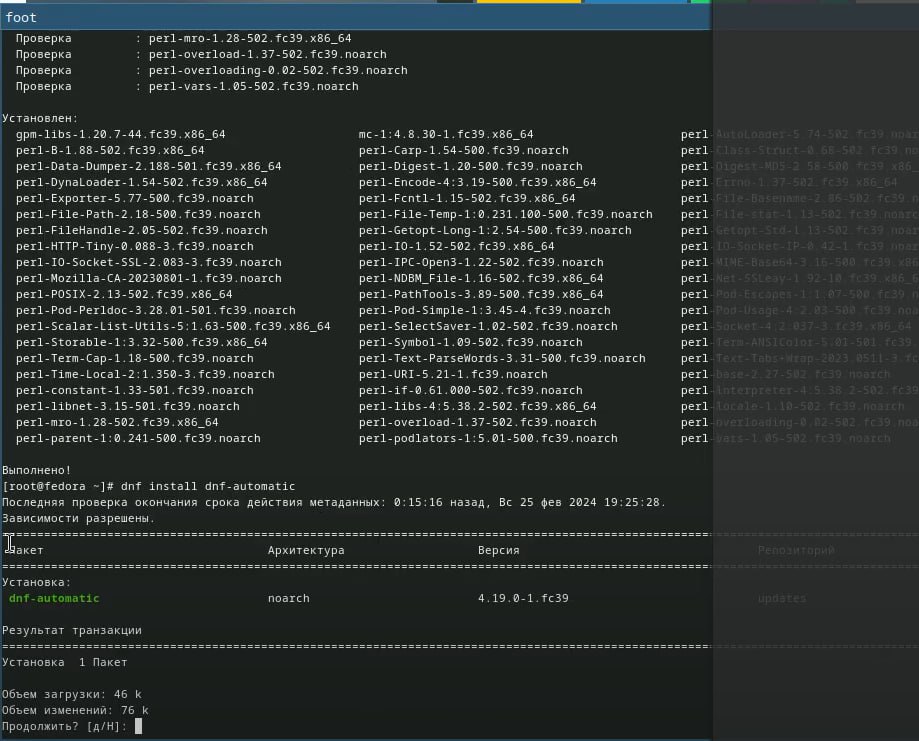 foot
Проверка : perl-mro-1.28-502.fc39.x86_64
Проверка : perl-overload-1.37-502.fc39.noarch
Проверка : perl-overloading-0.02-502.fc39.noarch
Проверка : perl-vars-1.05-502.fc39.noarch
Установлен:
gpm-libs-1.20.7-44.fc39.x86_64 mc-1:4.8.30-1.fc39.x86_64 perl-AutoLoader-5.74-502.fc39.noar
perl-B-1.88-502.fc39.x86_64 perl-Carp-1.54-500.fc39.noarch perl-Class-Struct-0.68-502.fc39.no
perl-Data-Dumper-2.188-501.fc39.x86_64 perl-Digest-1.20-500.fc39.noarch perl-Digest-MD5-2.58-500.fc39.x86
perl-DynaLoader-1.54-502.fc39.x86_64 perl-Encode-4:3.19-500.fc39.x86_64 perl-Errno-1.37-502.fc39.x86_64
perl-Exporter-5.77-500.fc39.noarch perl-Fcntl-1.15-502.fc39.x86_64 perl-File-Basename-2.86-502.fc39.n
perl-File-Path-2.18-500.fc39.noarch perl-File-Temp-1:0.231.100-500.fc39.noarch perl-File-stat-1.13-502.fc39.noar
perl-FileHandle-2.05-502.fc39.noarch perl-Getopt-Long-1:2.54-500.fc39.noarch perl-Getopt-Std-1.13-502.fc39.noar
perl-HTTP-Tiny-0.088-3.fc39.noarch perl-IO-1.52-502.fc39.x86_64 perl-IO-Socket-IP-0.42-1.fc39.noar
perl-IO-Socket-SSL-2.083-3.fc39.noarch perl-IPC-Open3-1.22-502.fc39.noarch perl-MIME-Base64-3.16-500.fc39.x86
perl-Mozilla-CA-20230801-1.fc39.noarch perl-NDBM_File-1.16-502.fc39.x86_64 perl-Net-SSLeay-1.92-10.fc39.x86_6
perl-POSIX-2.13-502.fc39.x86_64 perl-PathTools-3.89-500.fc39.x86_64 perl-Pod-Escapes-1:1.07-500.fc39.n
perl-Pod-Perldoc-3.28.01-501.fc39.noarch perl-Pod-Simple-1:3.45-4.fc39.noarch perl-Pod-Usage-4:2.03-500.fc39.noa
perl-Scalar-List-Utils-5:1.63-500.fc39.x86_64 perl-SelectSaver-1.02-502.fc39.noarch perl-Socket-4:2.037-3.fc39.x86_64
perl-Storable-1:3.32-500.fc39.x86_64 perl-Symbol-1.09-502.fc39.noarch perl-Term-ANSIColor-5.01-501.fc39.
perl-Term-Cap-1.18-500.fc39.noarch perl-Text-ParseWords-3.31-500.fc39.noarch perl-Text-Tabs+Wrap-2023.0511-3.fc
perl-Time-Local-2:1.350-3.fc39.noarch perl-URI-5.21-1.fc39.noarch perl-base-2.27-502.fc39.noarch
perl-constant-1.33-501.fc39.noarch perl-if-0.61.000-502.fc39.noarch perl-interpreter-4:5.38.2-502.fc39
perl-libnet-3.15-501.fc39.noarch perl-libs-4:5.38.2-502.fc39.x86_64 perl-locale-1.10-502.fc39.noarch
perl-mro-1.28-502.fc39.x86_64 perl-overload-1.37-502.fc39.noarch perl-overloading-0.02-502.fc39.noa
perl-parent-1:0.241-500.fc39.noarch perl-podlators-1:5.01-500.fc39.noarch perl-vars-1.05-502.fc39.noarch
Выполнено!
[root@fedora ~]# dnf install dnf-automatic
Последняя проверка окончания срока действия метаданных: 0:15:16 назад, Вс 25 фев 2024 19:25:28.
Зависимости разрешены.
Пакет Архитектура Версия Репозиторий
Установка:
dnf-automatic noarch 4.19.0-1.fc39 updates
Результат транзакции
Установка 1 Пакет
Объем загрузки: 46 k
Объем изменений: 76 k
Продолжить? [д/Н]: